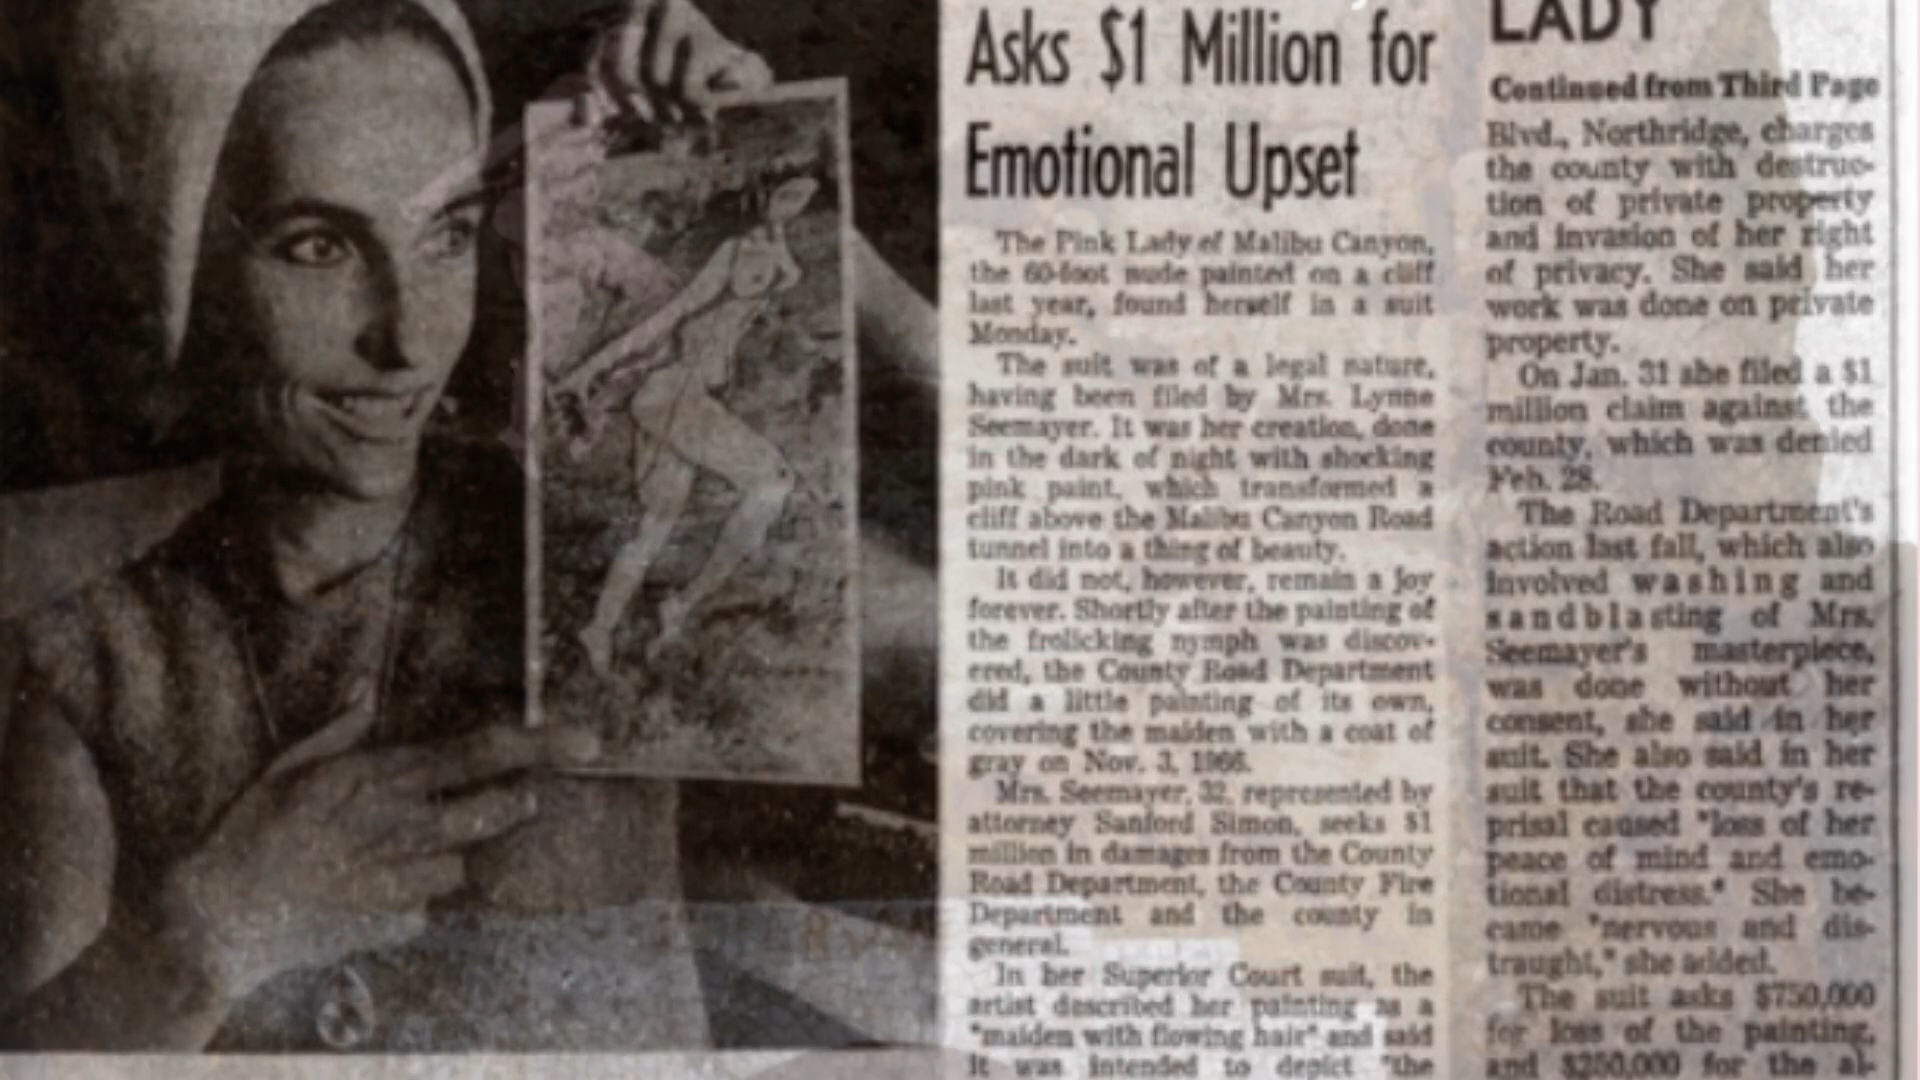 Asks $1 Million for
Emotional Upset
The Pink Lady of Malibu Canyon,
the 60-foot nude painted on a cliff
last year, found herself in a suit
Monday.
The suit was of a legal nature,
having been filed by Mrs. Lynne
Seemayer. It was her creation, done
in the dark of night with shocking
pink paint, which transformed a
cliff above the Malibu Canyon Road
tunnel into a thing of beauty.
It did not, however, remain a joy
forever. Shortly after the painting of
the frolicking nymph was discov-
ered, the County Road Department
did a little painting of its own,
covering the maiden with a coat of
gray on Nov. 3, 1966.
Mrs. Seemayer, 32, represented by
attorney Sanford Simon, seeks $1
million in damages from the County
Road Department, the County Fire
Department and the county in
general.
In her Superior Court suit, the
artist described her painting as a
"maiden with flowing hair" and said
it was intended to depict "the
LADY
Continued from Third Page
Blvd., Northridge, charges
the county with destruc-
tion of private property
and invasion of her right
of privacy. She said her
work was done on private
property.
On Jan. 31 she filed a $1
million claim against the
county, which was denied
Feb. 28.
The Road Department's
action last fall, which also
involved washing and
sandblasting of Mrs.
Seemayer's masterpiece,
was done without her
consent, she said in her
suit. She also said in her
suit that the county's re-
prisal caused "loss of her
peace of mind and emo-
tional distress." She be-
came "nervous and dis-
traught," she added.
The suit asks $750,000
for loss of the painting,
and $250,000 for the al-